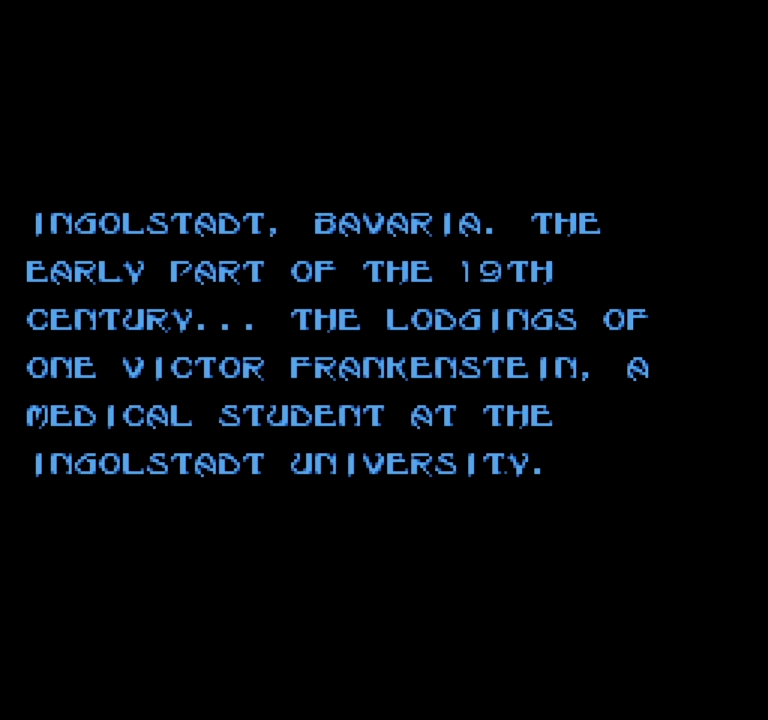 INGOLSTADT, BAVARIA. THE
EARLY PART OF THE 19TH
CENTURY... THE LODGINGS OF
ONE VICTOR FRANKENSTEIN, A
MEDICAL STUDENT AT THE
INGOLSTADT UNIVERSITY.